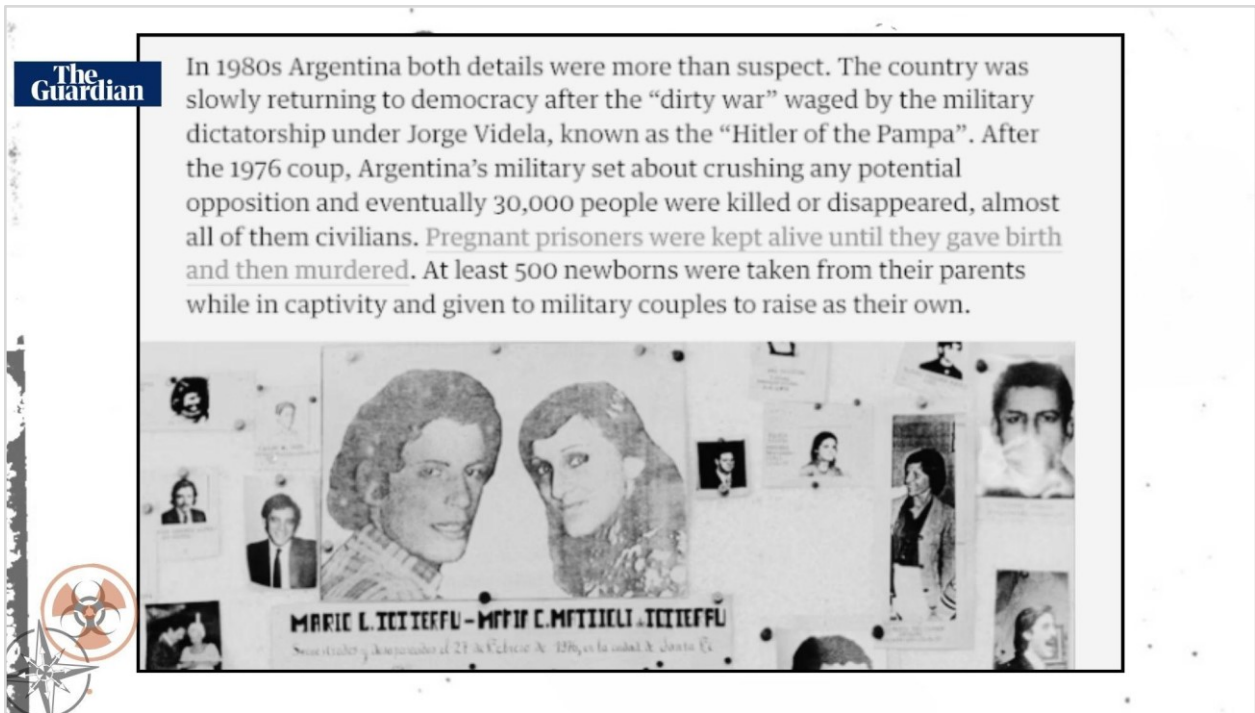 The
Guardian
In 1980s Argentina both details were more than suspect. The country was
slowly returning to democracy after the “dirty war” waged by the military
dictatorship under Jorge Videla, known as the “Hitler of the Pampa”. After
the 1976 coup, Argentina’s military set about crushing any potential
opposition and eventually 30,000 people were killed or disappeared, almost
all of them civilians. Pregnant prisoners were kept alive until they gave birth
and then murdered. At least 500 newborns were taken from their parents
while in captivity and given to military couples to raise as their own.